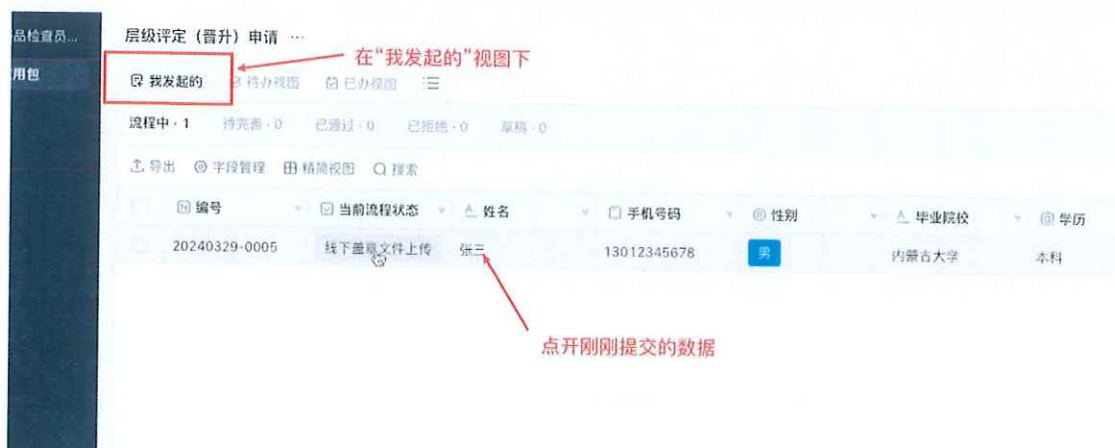 品检查员...
用包
层级评定（晋升）申请 ...
在“我发起的”视图下
我发起的 待办视图 已办视图
流程中 · 1 待完善 · 0 已通过 · 0 已拒绝 · 0 草稿 · 0
导出 字段管理 精简视图 搜索
编号 当前流程状态 姓名 手机号码 性别 毕业院校 学历
20240329-0005 线下盖章文件上传 张三 13012345678 男 内蒙古大学 本科
点开刚刚提交的数据